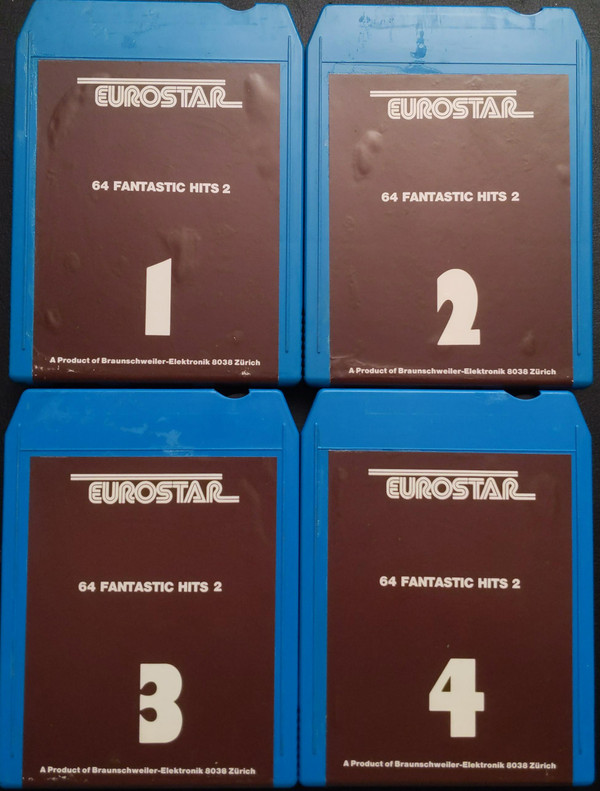 EUROSTAR
64 FANTASTIC HITS 2
1
A Product of Braunschweiler-Elektronik 8038 Zürich
EUROSTAR
64 FANTASTIC HITS 2
2
A Product of Braunschweiler-Elektronik 8038 Zürich
EUROSTAR
64 FANTASTIC HITS 2
3
A Product of Braunschweiler-Elektronik 8038 Zürich
EUROSTAR
64 FANTASTIC HITS 2
4
A Product of Braunschweiler-Elektronik 8038 Zürich